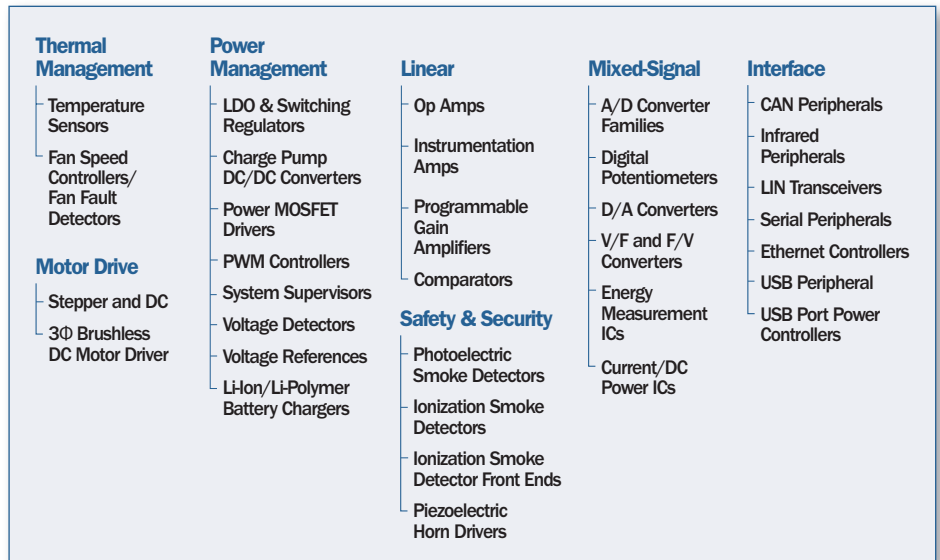 Thermal
Management
Temperature
Sensors
Fan Speed
Controllers/
Fan Fault
Detectors
Motor Drive
Stepper and DC
3Φ Brushless
DC Motor Driver
Power
Management
LDO & Switching
Regulators
Charge Pump
DC/DC Converters
Power MOSFET
Drivers
PWM Controllers
System Supervisors
Voltage Detectors
Voltage References
Li-Ion/Li-Polymer
Battery Chargers
Linear
Op Amps
Instrumentation
Amps
Programmable
Gain
Amplifiers
Comparators
Safety & Security
Photoelectric
Smoke Detectors
Ionization Smoke
Detectors
Ionization Smoke
Detector Front Ends
Piezoelectric
Horn Drivers
Mixed-Signal
A/D Converter
Families
Digital
Potentiometers
D/A Converters
V/F and F/V
Converters
Energy
Measurement
ICs
Current/DC
Power ICs
Interface
CAN Peripherals
Infrared
Peripherals
LIN Transceivers
Serial Peripherals
Ethernet Controllers
USB Peripheral
USB Port Power
Controllers